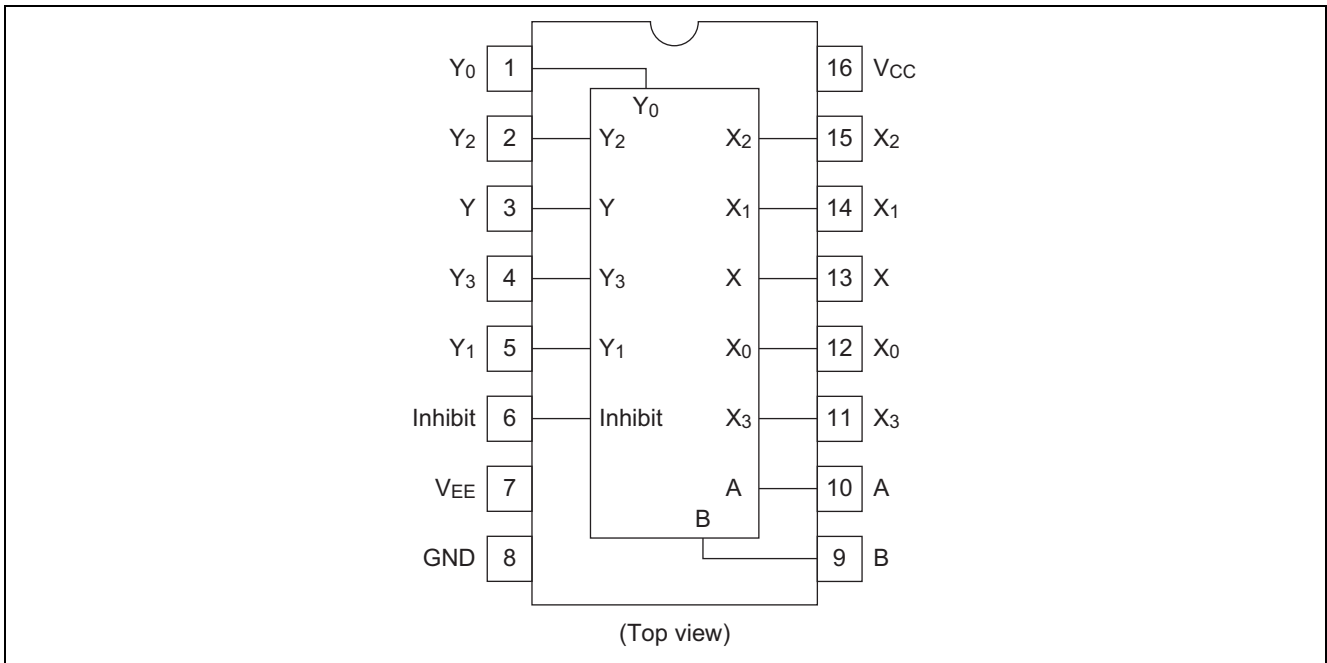 Y0 1 16 VCC
Y0
Y2 2 Y2 X2 15 X2
Y 3 Y X1 14 X1
Y3 4 Y3 X 13 X
Y1 5 Y1 X0 12 X0
Inhibit 6 Inhibit X3 11 X3
VEE 7 A 10 A
B
GND 8 9 B
(Top view)